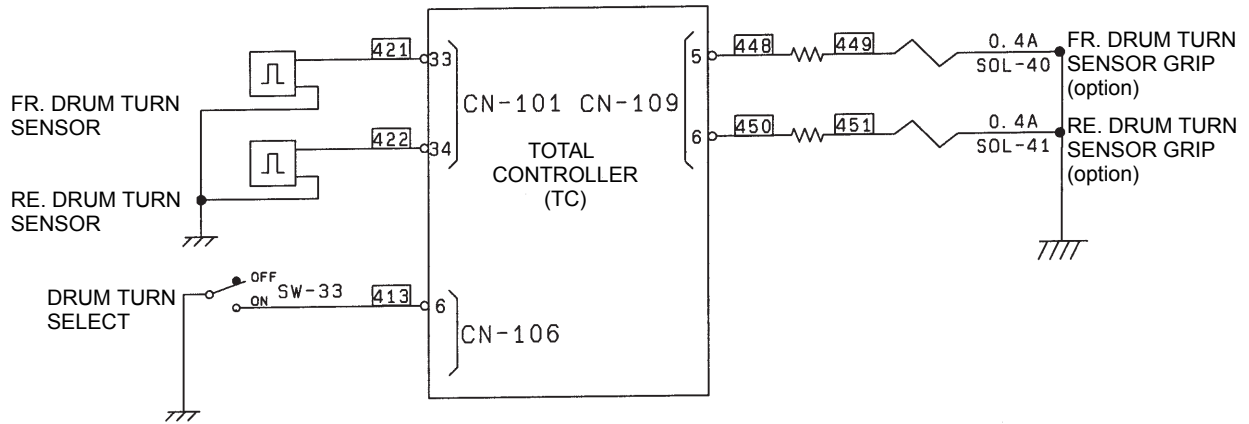 FR. DRUM TURN
SENSOR
RE. DRUM TURN
SENSOR
421
33
422
34
CN-101
CN-109
TOTAL
CONTROLLER
(TC)
DRUM TURN
SELECT
OFF
ON
SW-33
413
6
CN-106
5
448
449
0.4A
SOL-40
FR. DRUM TURN
SENSOR GRIP
(option)
6
450
451
0.4A
SOL-41
RE. DRUM TURN
SENSOR GRIP
(option)